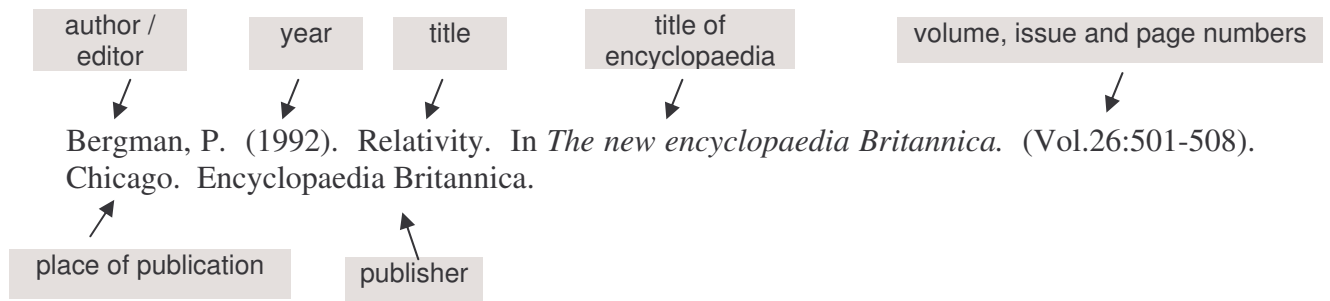 author /
editor
year
title
title of
encyclopaedia
volume, issue and page numbers
Bergman, P. (1992). Relativity. In The new encyclopaedia Britannica. (Vol.26:501-508).
Chicago. Encyclopaedia Britannica.
place of publication
publisher